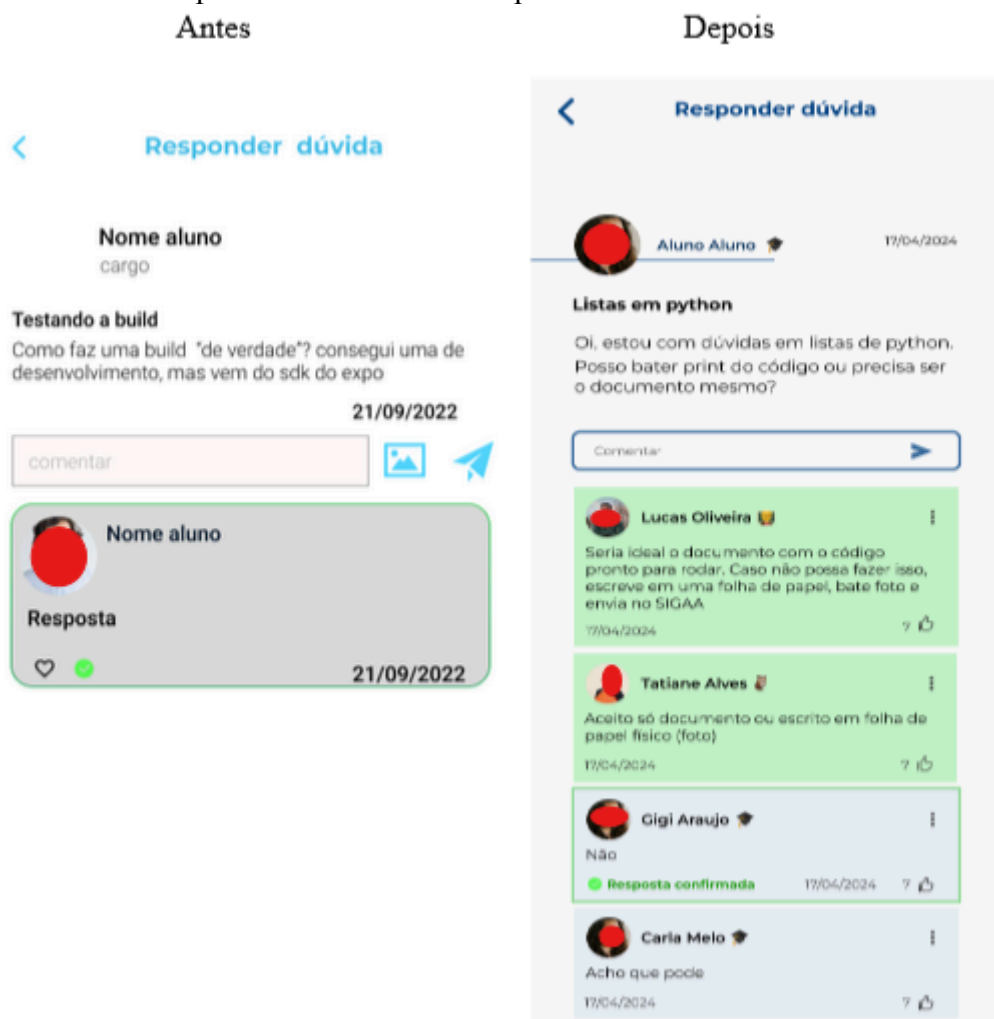 Antes
Responder dúvida
Nome aluno
cargo
Testando a build
Como faz uma build "de verdade"? consegui uma de
desenvolvimento, mas vem do sdk do expo
21/09/2022
comentar
Nome aluno
Resposta
21/09/2022
Depois
Responder dúvida
Aluno Aluno
17/04/2024
Listas em python
Oi, estou com dúvidas em listas de python.
Posso bater print do código ou precisa ser
o documento mesmo?
Comentar
Lucas Oliveira
Seria ideal o documento com o código
pronto para rodar. Caso não possa fazer isso,
escreve em uma folha de papel, bate foto e
envia no SIGAA
17/04/2024 7
Tatiane Alves
Aceito só documento ou escrito em folha de
papel físico (foto)
17/04/2024 7
Gigi Araujo
Não
Resposta confirmada 17/04/2024 7
Carla Melo
Acho que pode
17/04/2024 7